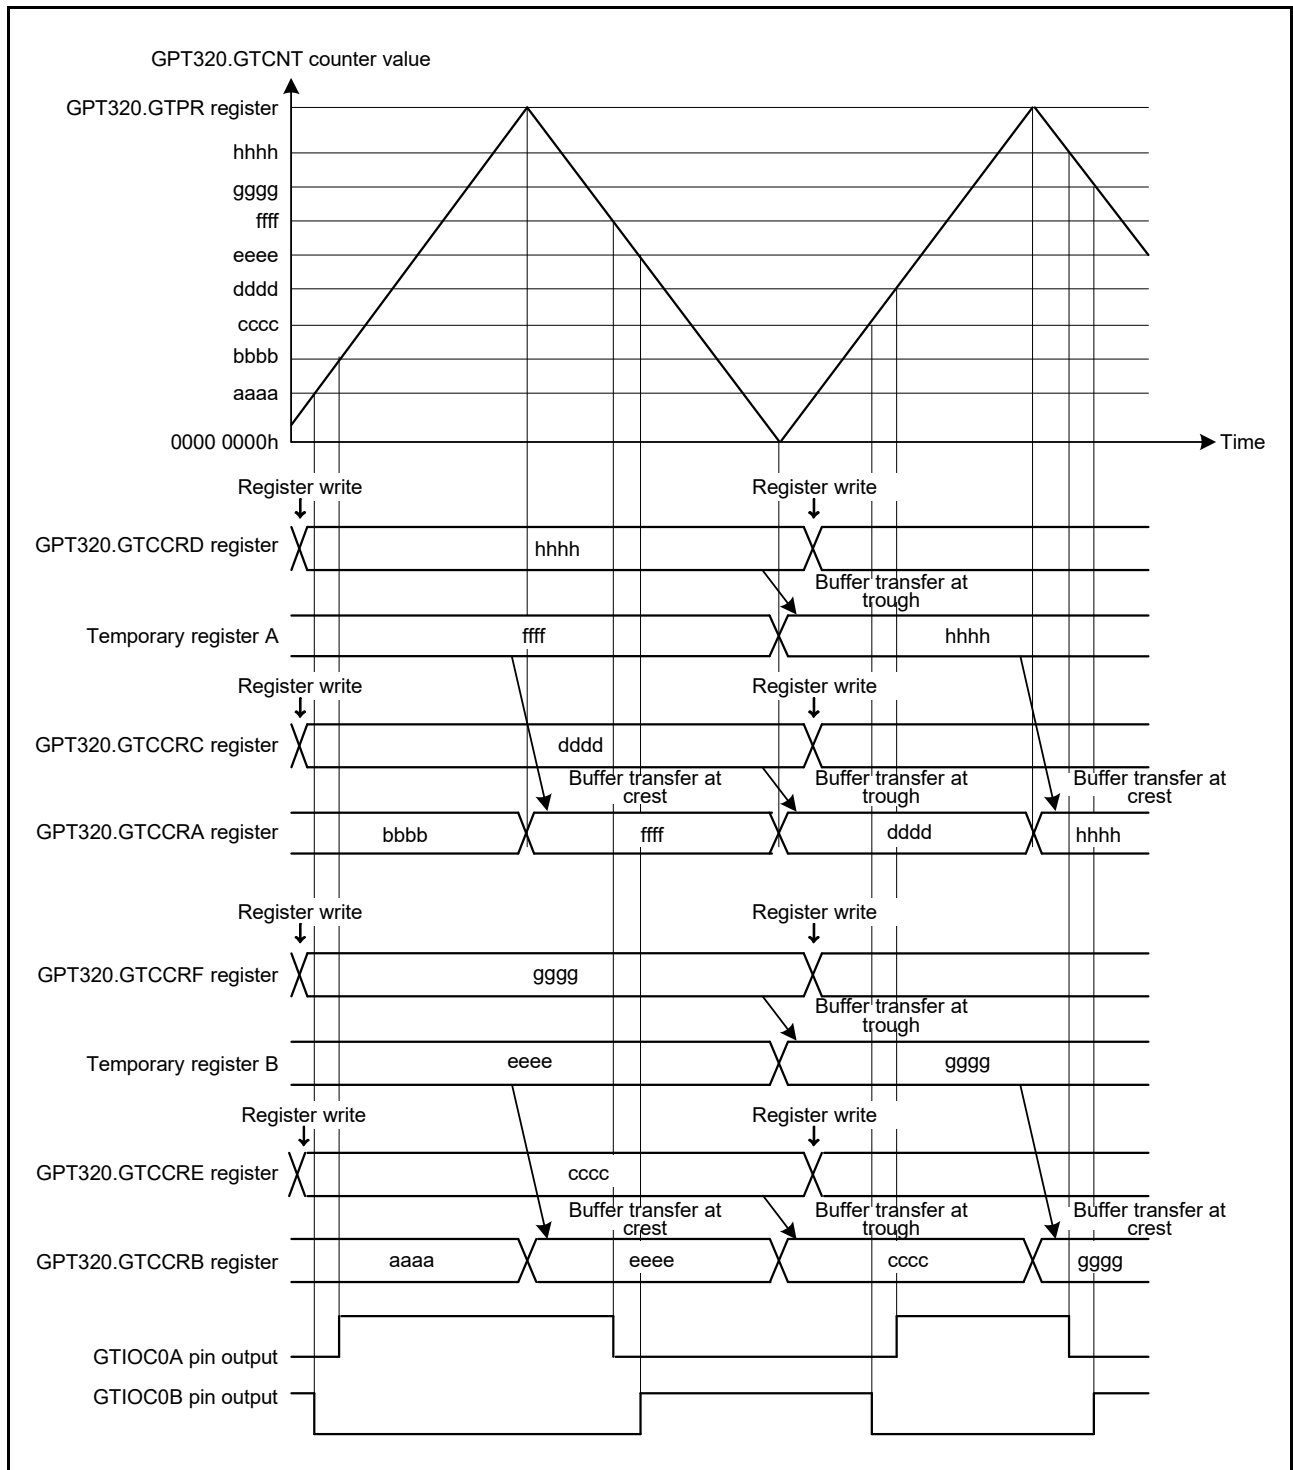 GPT320.GTCNT counter value
GPT320.GTPR register
hhhh
gggg
ffff
eeee
dddd
cccc
bbbb
aaaa
0000 0000h
Time
Register write
Register write
GPT320.GTCCRD register
hhhh
Buffer transfer at
trough
Temporary register A
ffff
hhhh
Register write
Register write
GPT320.GTCCRC register
dddd
Buffer transfer at
crest
Buffer transfer at
trough
Buffer transfer at
crest
GPT320.GTCCRA register
bbbb
ffff
dddd
hhhh
Register write
Register write
GPT320.GTCCRF register
gggg
Buffer transfer at
trough
Temporary register B
eeee
gggg
Register write
Register write
GPT320.GTCCRE register
cccc
Buffer transfer at
crest
Buffer transfer at
trough
Buffer transfer at
crest
GPT320.GTCCRB register
aaaa
eeee
cccc
gggg
GTIOC0A pin output
GTIOC0B pin output